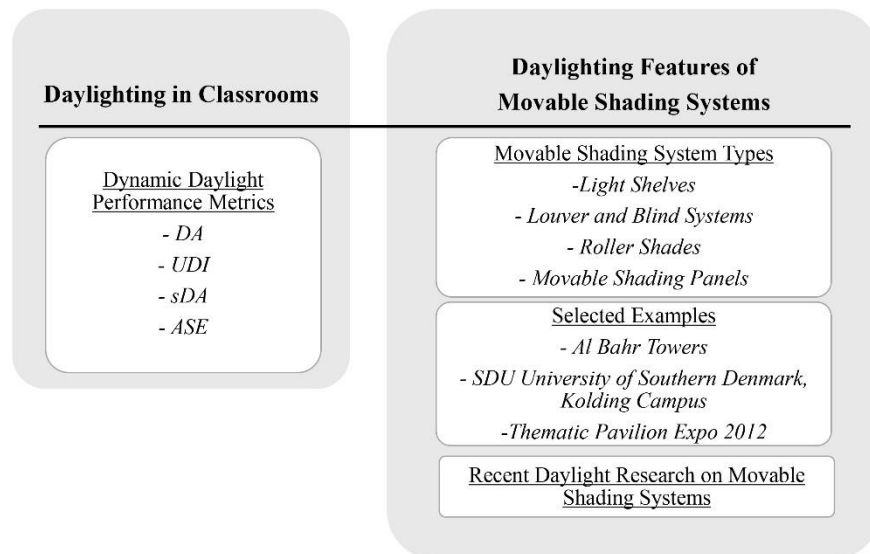 Daylighting in Classrooms
Dynamic Daylight
Performance Metrics
- DA
- UDI
- sDA
- ASE
Daylighting Features of
Movable Shading Systems
Movable Shading System Types
-Light Shelves
- Louver and Blind Systems
- Roller Shades
- Movable Shading Panels
Selected Examples
- Al Bahr Towers
- SDU University of Southern Denmark,
Kolding Campus
-Thematic Pavilion Expo 2012
Recent Daylight Research on Movable
Shading Systems